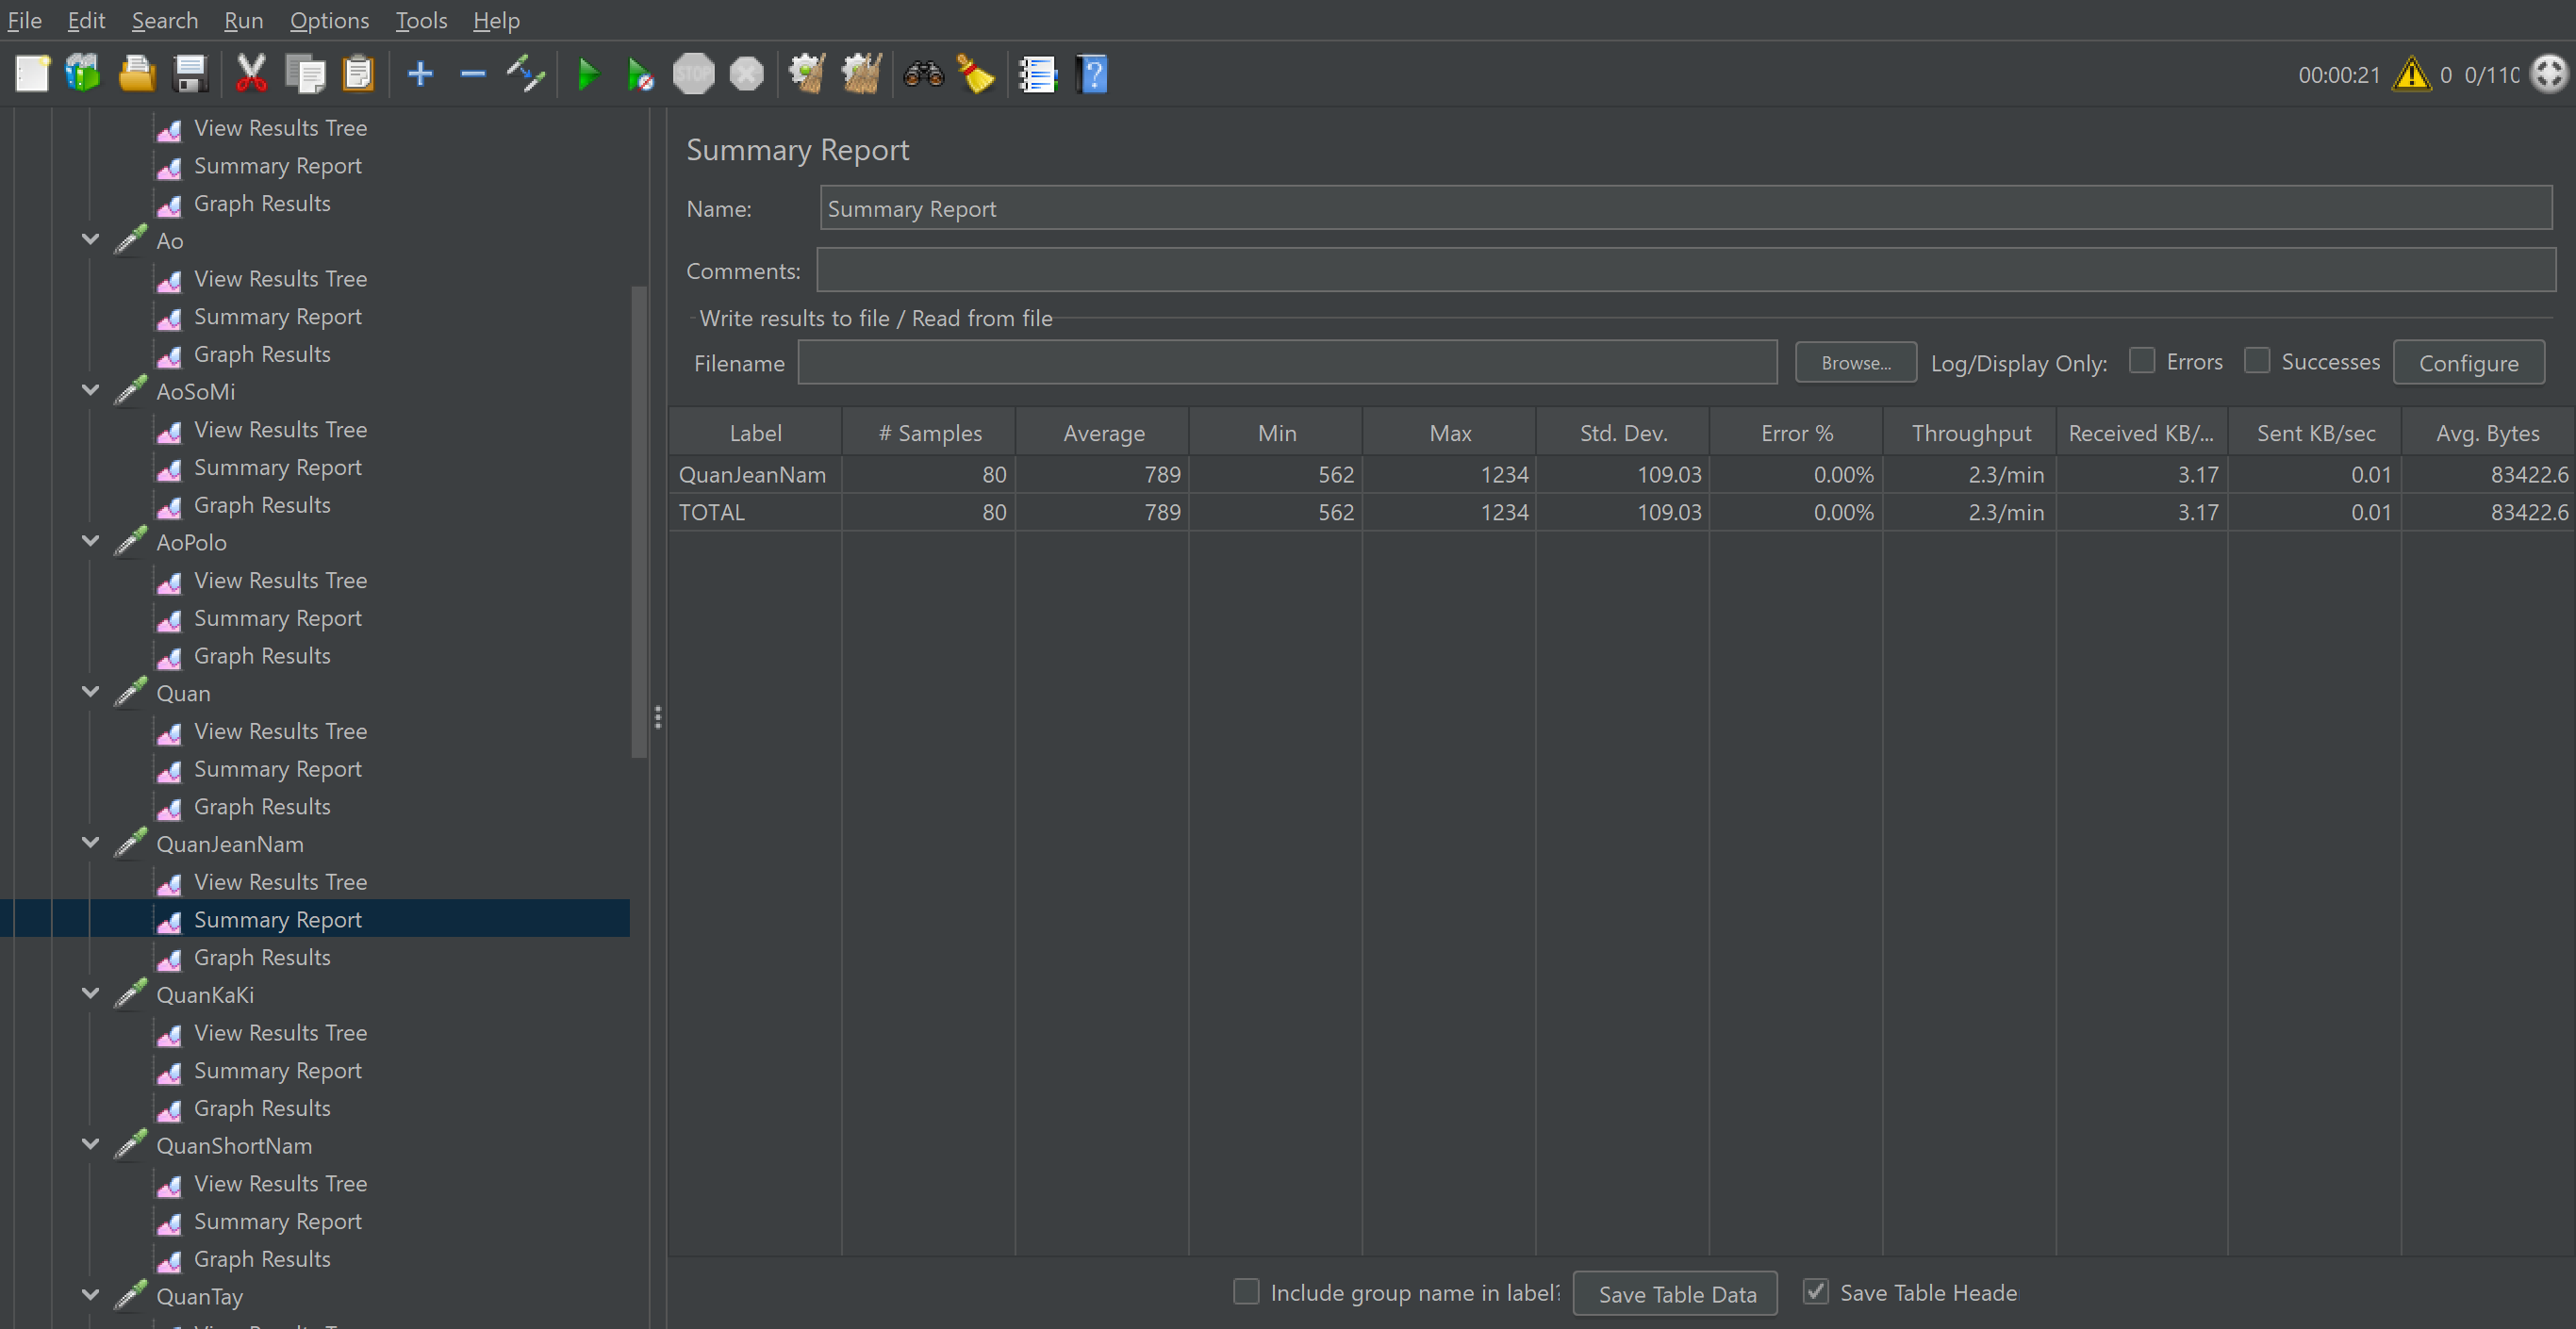 File Edit Search Run Options Tools Help
STOP
00:00:21 0 0/110
View Results Tree
Summary Report
Graph Results
Ao
View Results Tree
Summary Report
Graph Results
AoSoMi
View Results Tree
Summary Report
Graph Results
AoPolo
View Results Tree
Summary Report
Graph Results
Quan
View Results Tree
Summary Report
Graph Results
QuanJeanNam
View Results Tree
Summary Report
Graph Results
QuanKaKi
View Results Tree
Summary Report
Graph Results
QuanShortNam
View Results Tree
Summary Report
Graph Results
QuanTay
Summary Report
Name: Summary Report
Comments:
Write results to file / Read from file
Filename Browse... Log/Display Only: Errors Successes Configure
Label # Samples Average Min Max Std. Dev. Error % Throughput Received KB/... Sent KB/sec Avg. Bytes
QuanJeanNam 80 789 562 1234 109.03 0.00% 2.3/min 3.17 0.01 83422.6
TOTAL 80 789 562 1234 109.03 0.00% 2.3/min 3.17 0.01 83422.6
Include group name in label? Save Table Data Save Table Heade